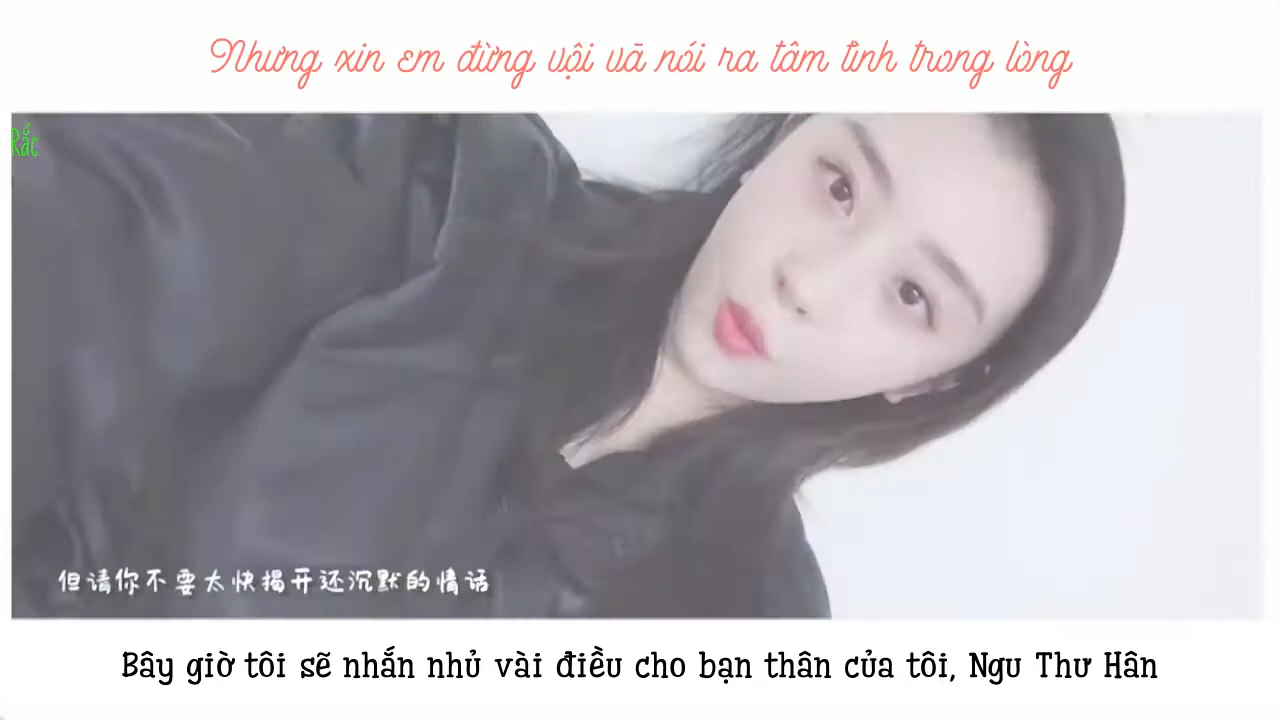 Nhưng xin em đừng vội vã nói ra tâm tình trong lòng
Rắc
但请你不要太快揭开还沉默的情话
Bây giờ tôi sẽ nhắn nhủ vài điều cho bạn thân của tôi, Ngu Thư Hân